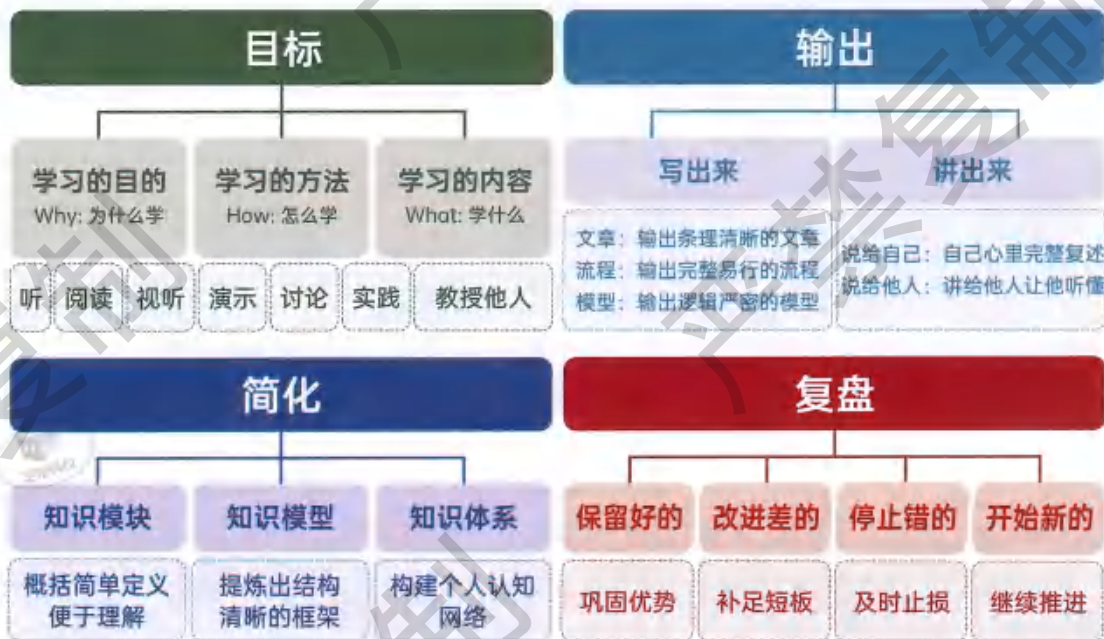 目标
学习的目的
Why: 为什么学
学习的方法
How: 怎么学
学习的内容
What: 学什么
听
阅读
视听
演示
讨论
实践
教授他人
输出
写出来
讲出来
文章：输出条理清晰的文章
流程：输出完整易行的流程
模型：输出逻辑严密的模型
说给自己：自己心里完整复述
说给他人：讲给他人让他听懂
简化
知识模块
知识模型
知识体系
概括简单定义
便于理解
提炼出结构
清晰的框架
构建个人认知
网络
复盘
保留好的
改进差的
停止错的
开始新的
巩固优势
补足短板
及时止损
继续推进
严禁复制
复制